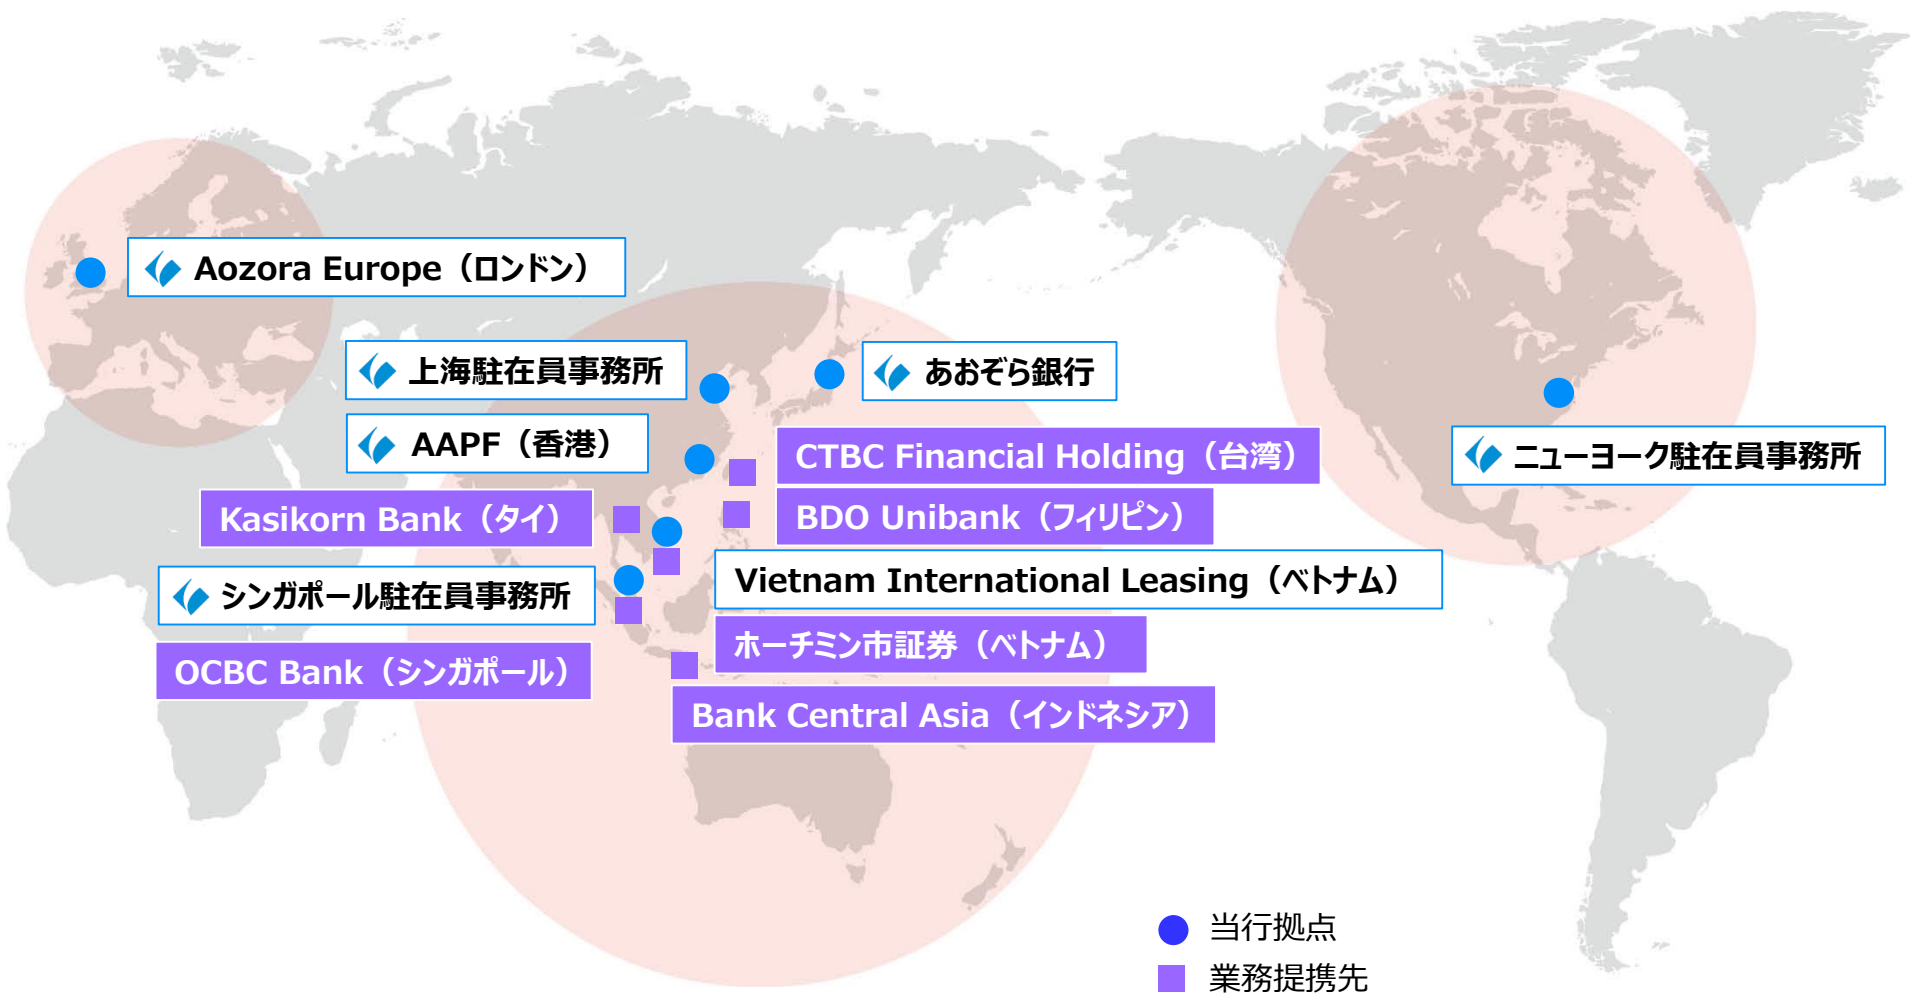 Aozora Europe（ロンドン）
上海駐在員事務所
あおぞら銀行
AAPF（香港）
CTBC Financial Holding（台湾）
ニューヨーク駐在員事務所
Kasikorn Bank（タイ）
BDO Unibank（フィリピン）
Vietnam International Leasing（ベトナム）
シンガポール駐在員事務所
ホーチミン市証券（ベトナム）
OCBC Bank（シンガポール）
Bank Central Asia（インドネシア）
当行拠点
業務提携先